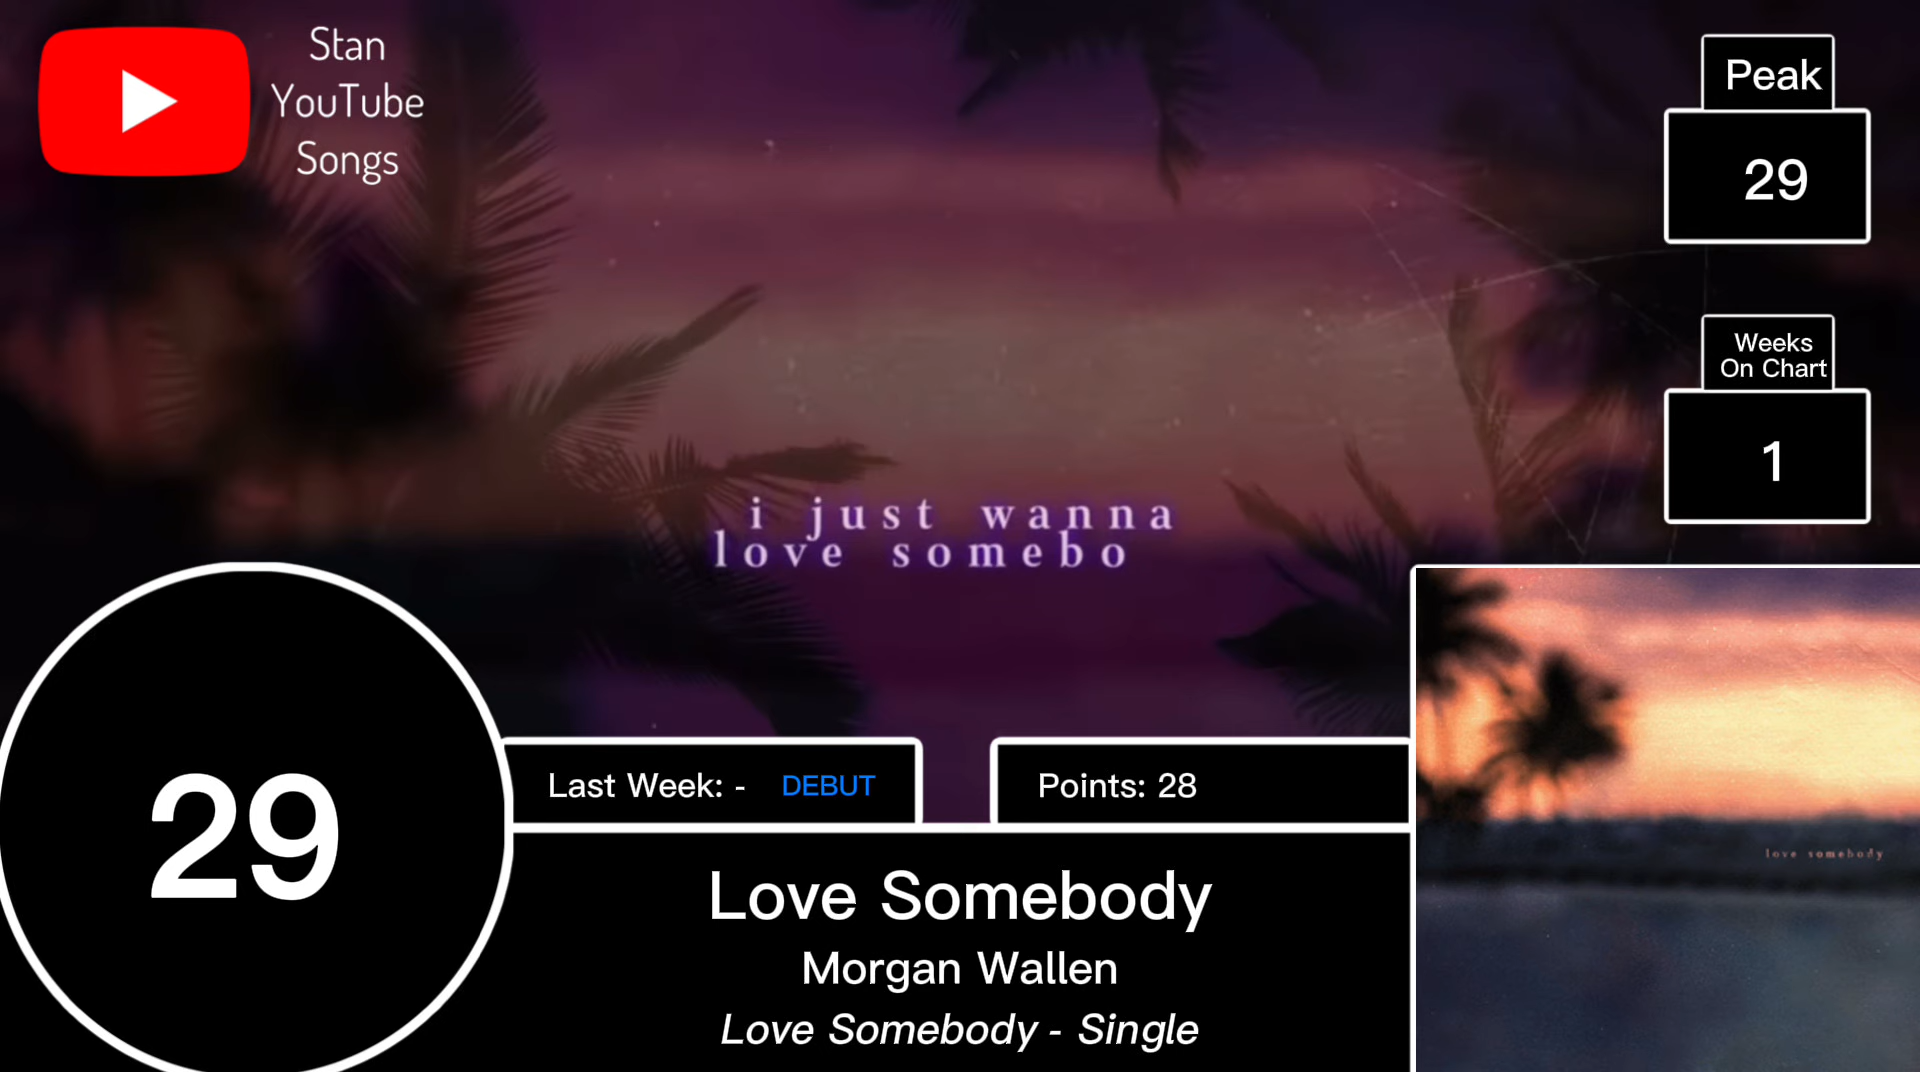 Stan
YouTube
Songs
Peak
29
Weeks
On Chart
1
i just wanna
love somebo
29
Last Week: - DEBUT
Points: 28
Love Somebody
Morgan Wallen
Love Somebody - Single
love somebody